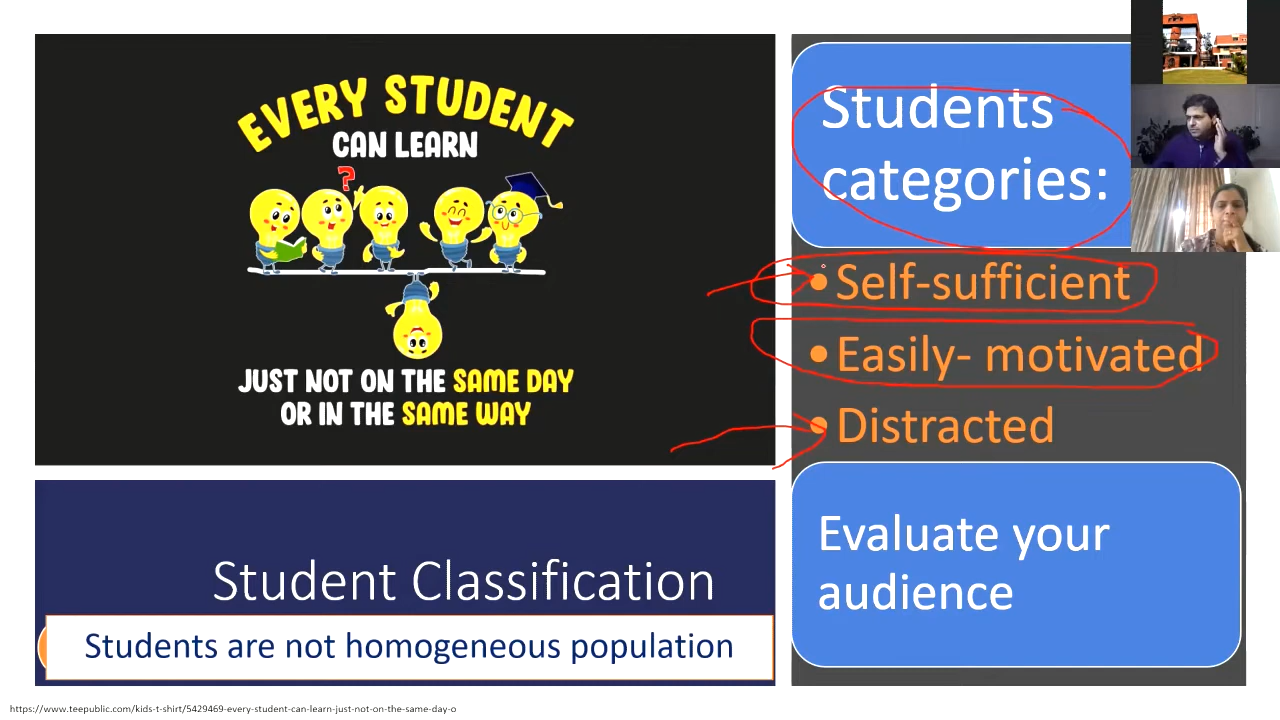 EVERY STUDENT
CAN LEARN
?
JUST NOT ON THE SAME DAY
OR IN THE SAME WAY
Student Classification
Students are not homogeneous population
Students
categories:
• Self-sufficient
• Easily- motivated
• Distracted
Evaluate your
audience
https://www.teepublic.com/kids-t-shirt/5429469-every-student-can-learn-just-not-on-the-same-day-o